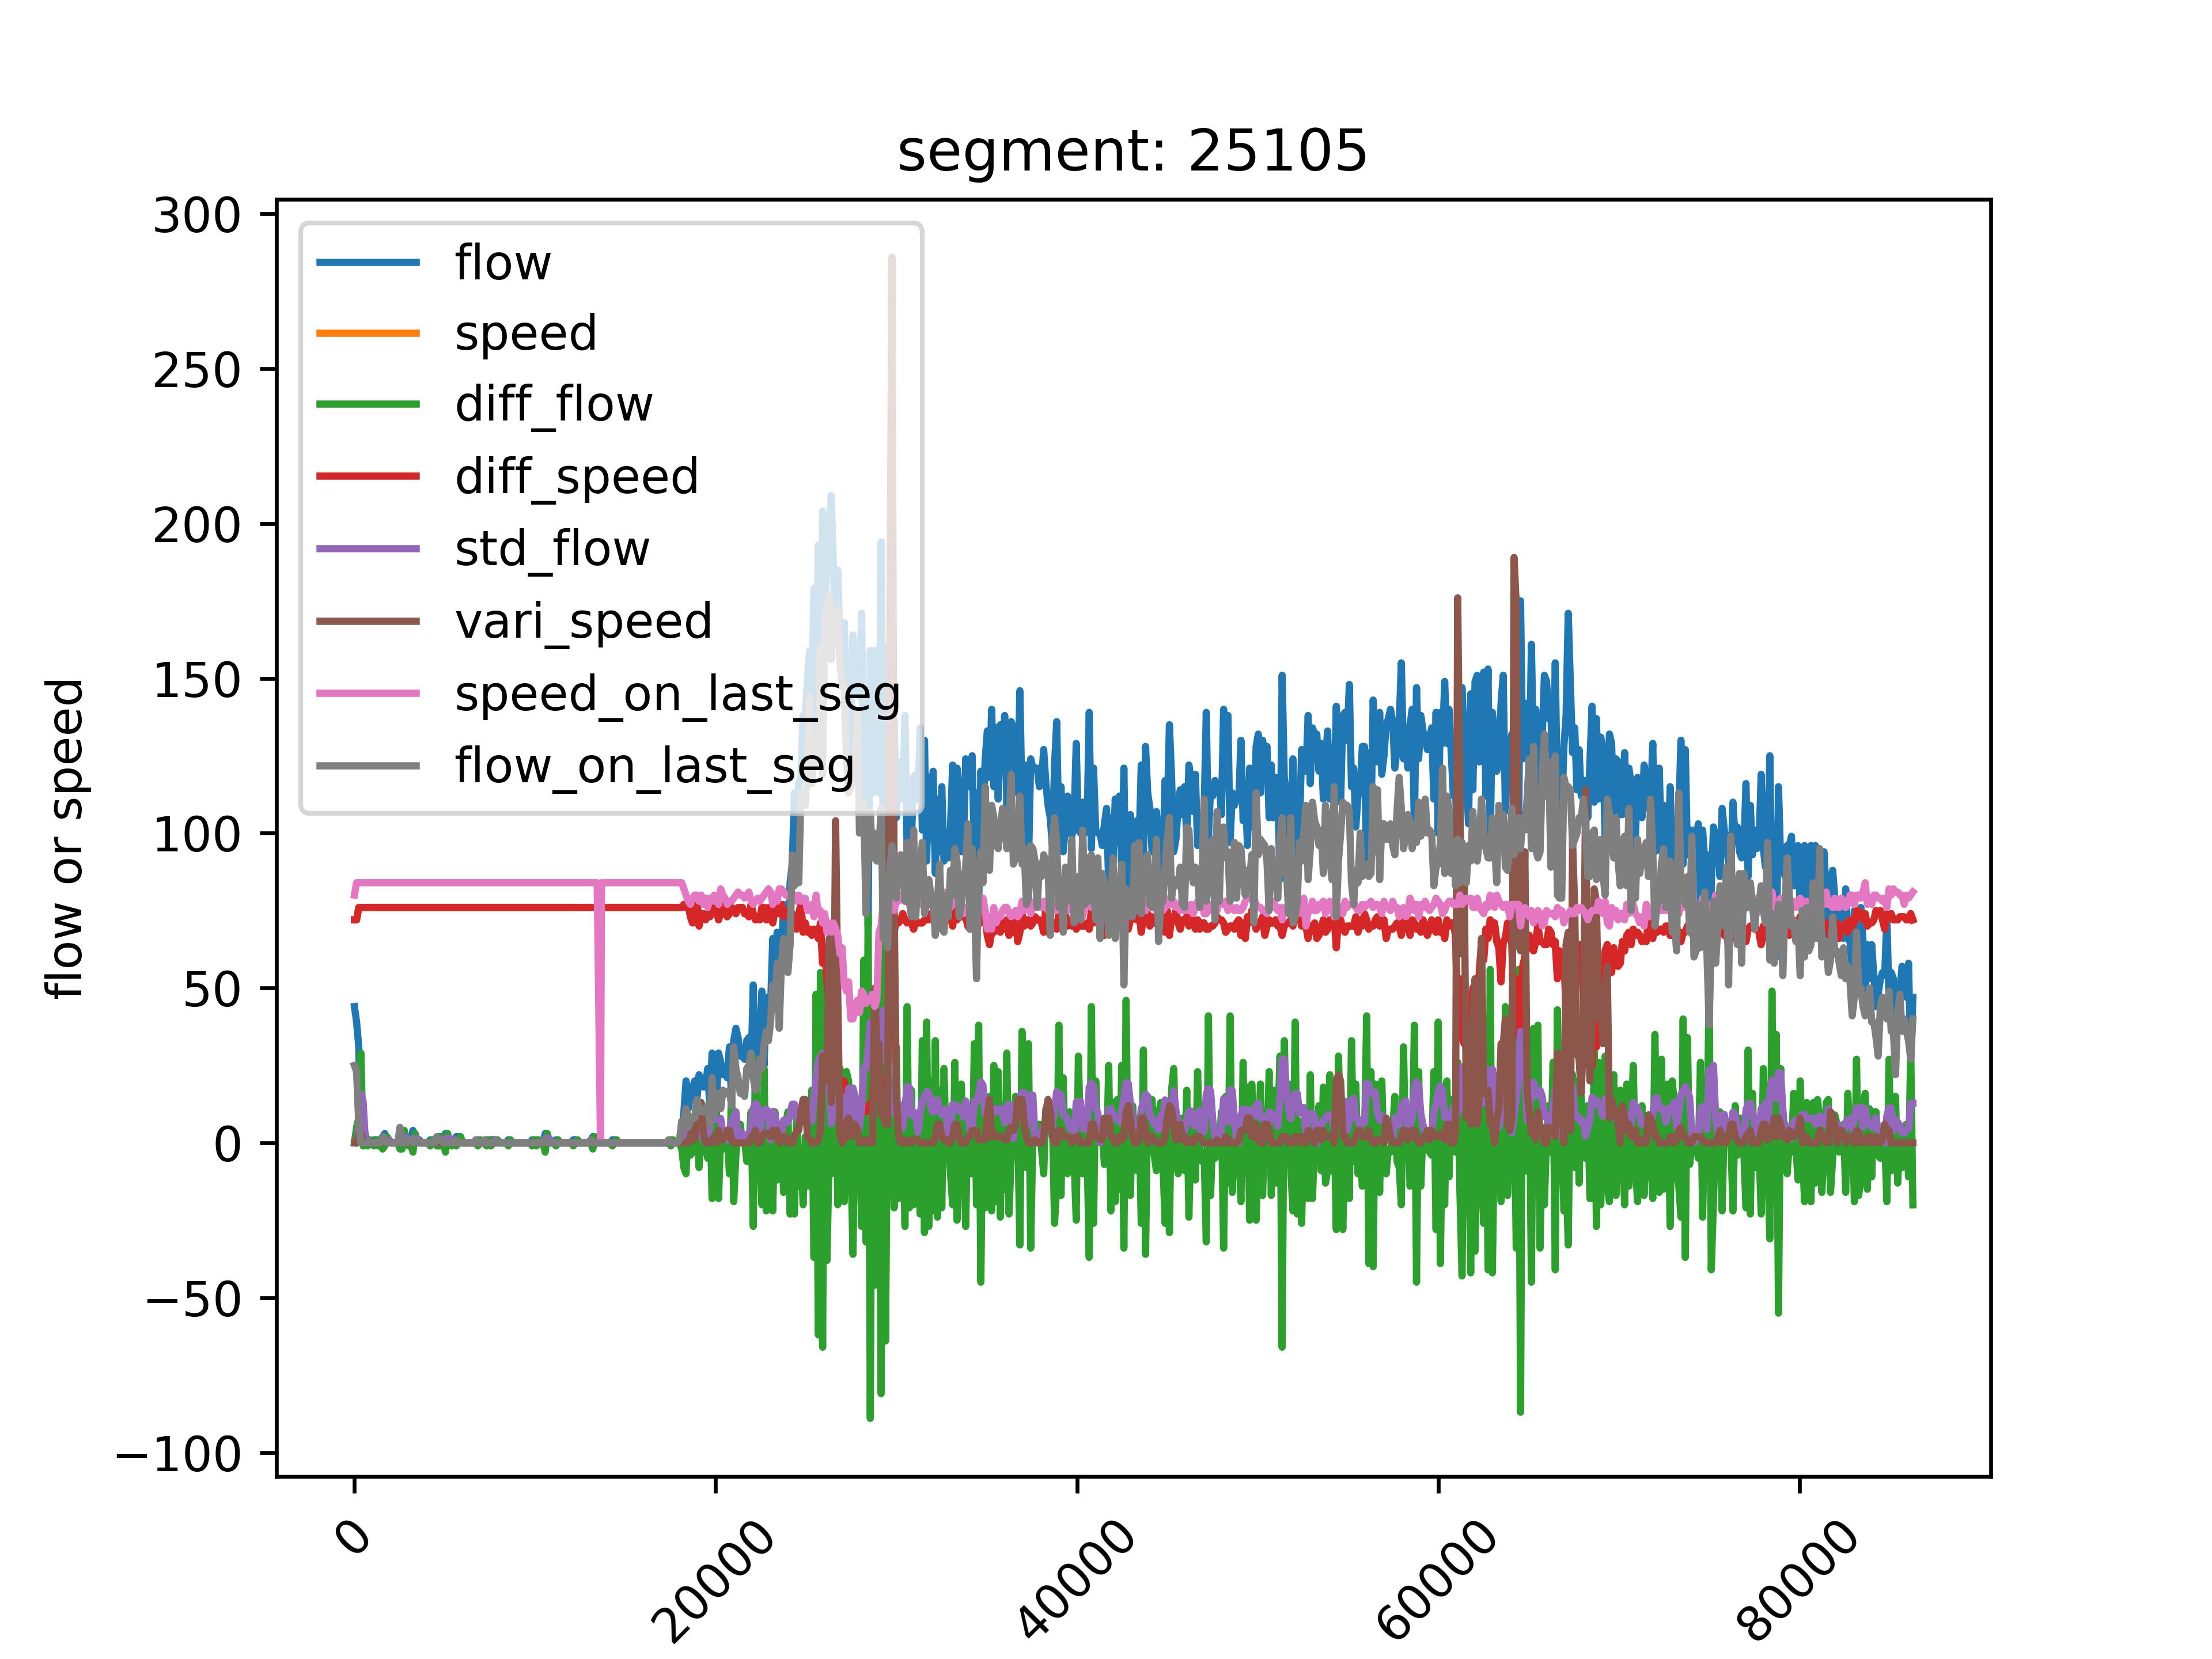 segment: 25105
300
250
200
150
100
50
0
−50
−100
flow or speed
flow
speed
diff_flow
diff_speed
std_flow
vari_speed
speed_on_last_seg
flow_on_last_seg
0
20000
40000
60000
80000